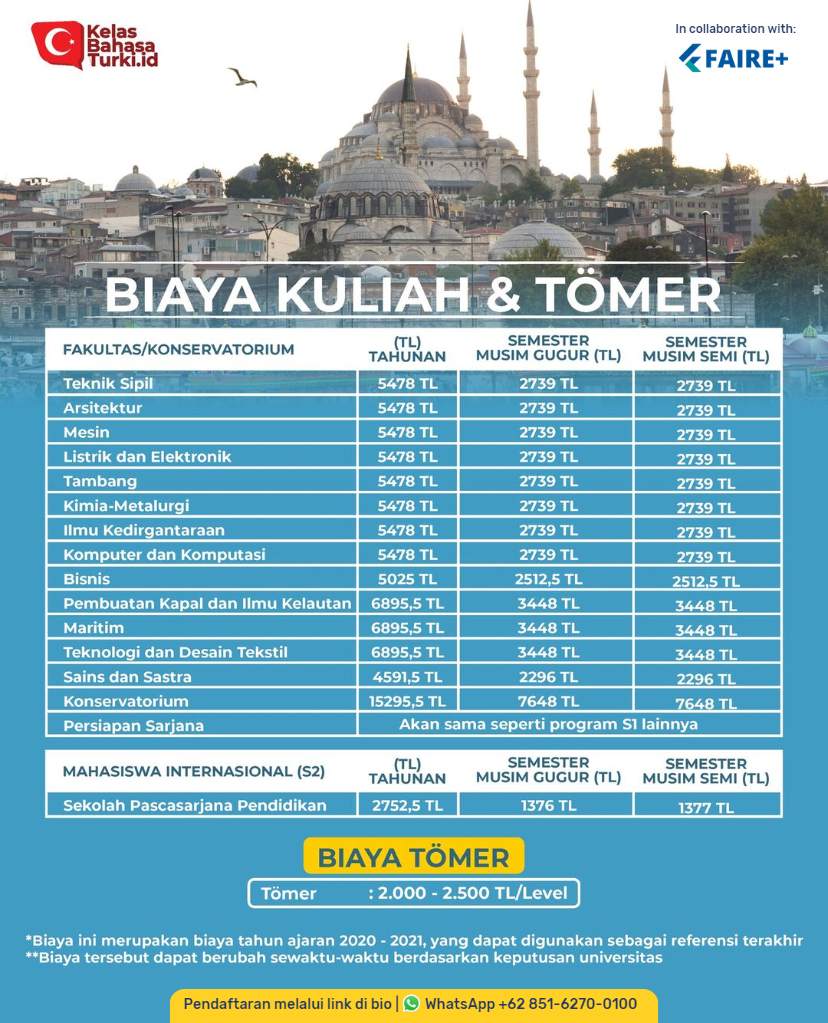 Kelas
Bahasa
Turki.id
In collaboration with:
FAIRE+
BIAYA KULIAH & TÖMER
FAKULTAS/KONSERVATORIUM (TL) TAHUNAN SEMESTER MUSIM GUGUR (TL) SEMESTER MUSIM SEMI (TL)
Teknik Sipil 5478 TL 2739 TL 2739 TL
Arsitektur 5478 TL 2739 TL 2739 TL
Mesin 5478 TL 2739 TL 2739 TL
Listrik dan Elektronik 5478 TL 2739 TL 2739 TL
Tambang 5478 TL 2739 TL 2739 TL
Kimia-Metalurgi 5478 TL 2739 TL 2739 TL
Ilmu Kedirgantaraan 5478 TL 2739 TL 2739 TL
Komputer dan Komputasi 5478 TL 2739 TL 2739 TL
Bisnis 5025 TL 2512,5 TL 2512,5 TL
Pembuatan Kapal dan Ilmu Kelautan 6895,5 TL 3448 TL 3448 TL
Maritim 6895,5 TL 3448 TL 3448 TL
Teknologi dan Desain Tekstil 6895,5 TL 3448 TL 3448 TL
Sains dan Sastra 4591,5 TL 2296 TL 2296 TL
Konservatorium 15295,5 TL 7648 TL 7648 TL
Persiapan Sarjana Akan sama seperti program S1 lainnya
MAHASISWA INTERNASIONAL (S2) (TL) TAHUNAN SEMESTER MUSIM GUGUR (TL) SEMESTER MUSIM SEMI (TL)
Sekolah Pascasarjana Pendidikan 2752,5 TL 1376 TL 1377 TL
BIAYA TÖMER
Tömer : 2.000 - 2.500 TL/Level
*Biaya ini merupakan biaya tahun ajaran 2020 - 2021, yang dapat digunakan sebagai referensi terakhir
**Biaya tersebut dapat berubah sewaktu-waktu berdasarkan keputusan universitas
Pendaftaran melalui link di bio | WhatsApp +62 851-6270-0100